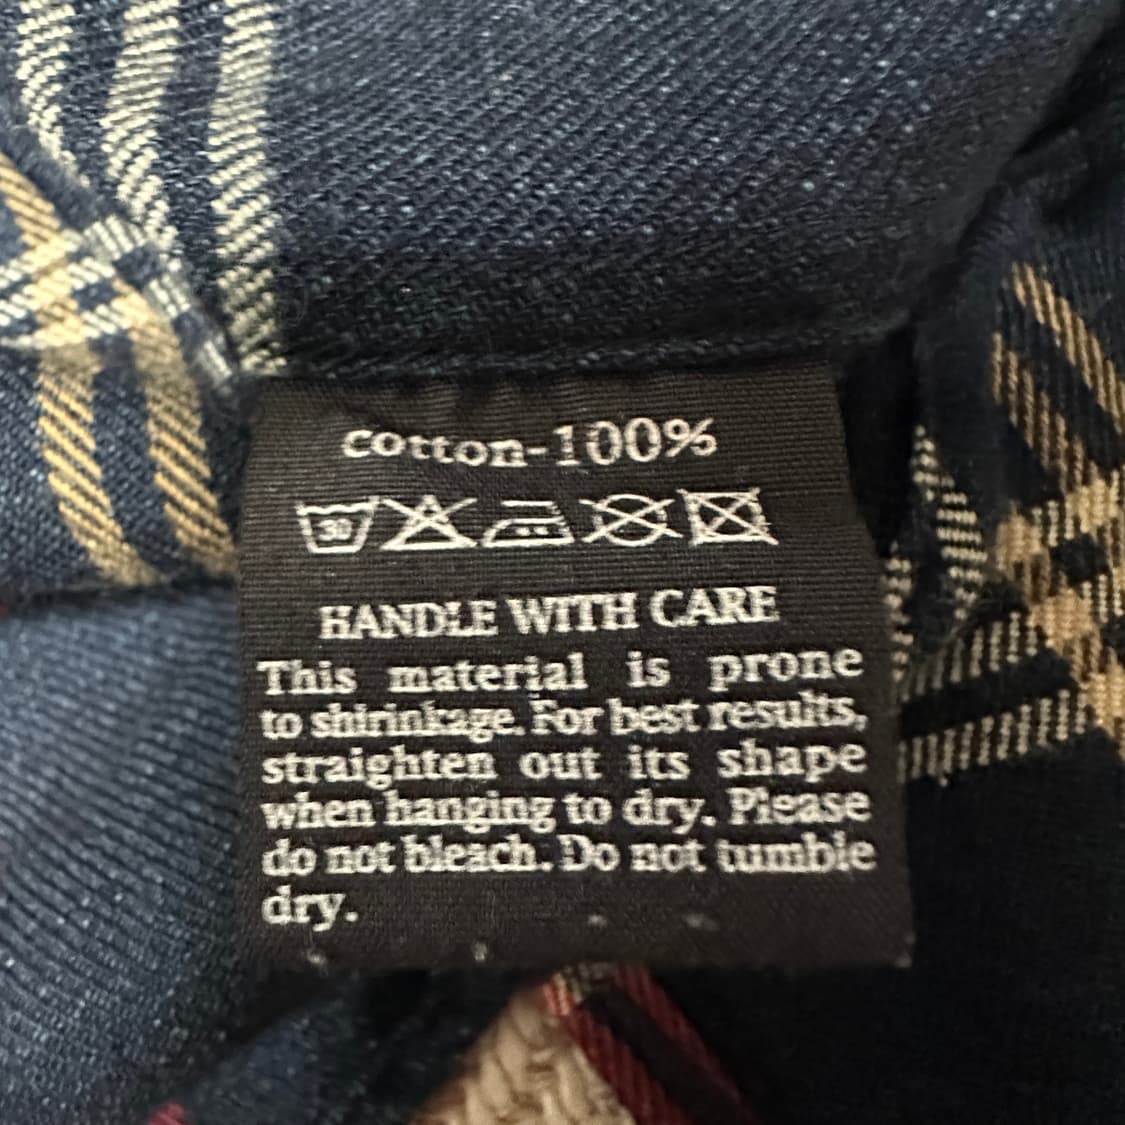 cotton-100%
30
HANDLE WITH CARE
This material is prone
to shirinkage. For best results,
straighten out its shape
when hanging to dry. Please
do not bleach. Do not tumble
dry.